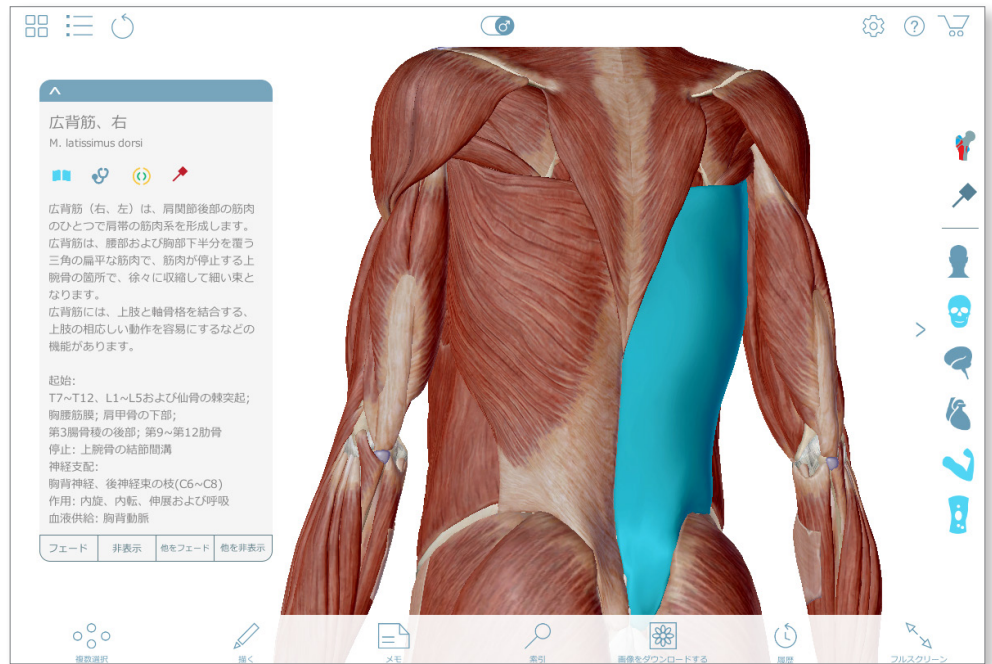 広背筋、右
M. latissimus dorsi
広背筋（右、左）は、肩関節後部の筋肉
のひとつで肩帯の筋肉系を形成します。
広背筋は、腰部および胸部下半分を覆う
三角の扁平な筋肉で、筋肉が停止する上
腕骨の箇所で、徐々に収縮して細い束と
なります。
広背筋には、上肢と軸骨格を結合する、
上肢の相応しい動作を容易にするなどの
機能があります。
起始:
T7~T12、L1~L5および仙骨の棘突起;
胸腰筋膜; 肩甲骨の下部;
第3腸骨稜の後部; 第9~第12肋骨
停止: 上腕骨の結節間溝
神経支配:
胸背神経、後神経束の枝(C6~C8)
作用: 内旋、内転、伸展および呼吸
血液供給: 胸背動脈
フェード 非表示 他をフェード 他を非表示
複数選択 描く メモ 索引 画像をダウンロードする 履歴 フルスクリーン